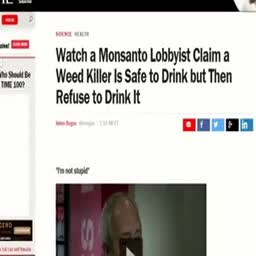 SCIENCE HEALTH
Watch a Monsanto Lobbyist Claim a
Weed Killer Is Safe to Drink but Then
Refuse to Drink It
Who Should Be
TIME 100?
"I'm not stupid"